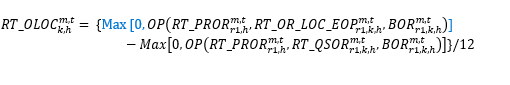 RT_OLOC^{m,t}_{k,h} = {Max [0, OP(RT_PROR^{m,t}_{r1,h}, RT_OR_LOC_EOP^{m,t}_{r1,k,h}, BOR^{m,t}_{r1,k,h})]
− Max[0, OP(RT_PROR^{m,t}_{r1,h}, RT_QSOR^{m,t}_{r1,k,h}, BOR^{m,t}_{r1,k,h})]}/12